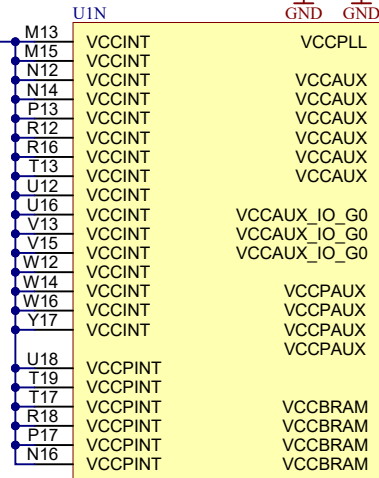 U1N GND GND
M13 VCCINT VCCPLL
M15 VCCINT
N12 VCCINT VCCAUX
N14 VCCINT VCCAUX
P13 VCCINT VCCAUX
R12 VCCINT VCCAUX
R16 VCCINT VCCAUX
T13 VCCINT VCCAUX
U12 VCCINT
U16 VCCINT VCCAUX_IO_G0
V13 VCCINT VCCAUX_IO_G0
V15 VCCINT VCCAUX_IO_G0
W12 VCCINT
W14 VCCINT VCCPAUX
W16 VCCINT VCCPAUX
Y17 VCCINT VCCPAUX
VCCPAUX
U18 VCCPINT
T19 VCCPINT
T17 VCCPINT VCCBRAM
R18 VCCPINT VCCBRAM
P17 VCCPINT VCCBRAM
N16 VCCPINT VCCBRAM